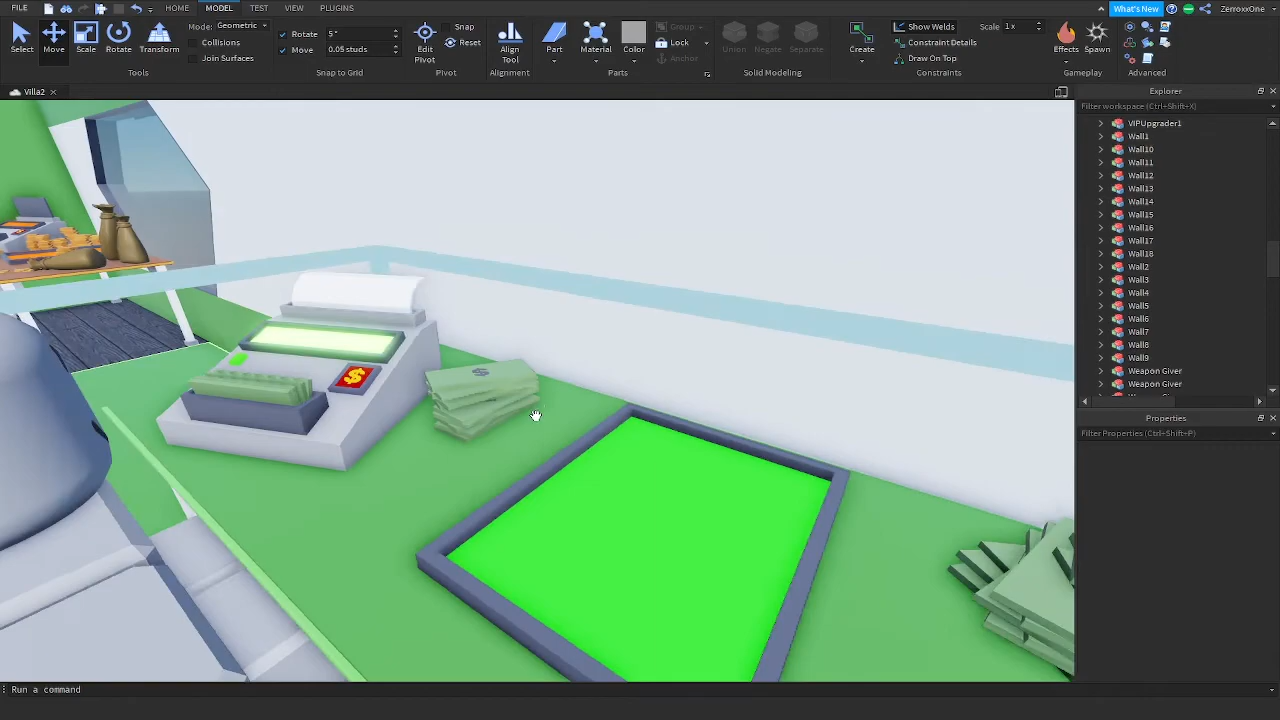 FILE
HOME
MODEL
TEST
VIEW
PLUGINS
What's New
ZeroxxOne
Select
Move
Scale
Rotate
Transform
Mode: Geometric
Collisions
Join Surfaces
Tools
Rotate 5°
Move 0.05 studs
Snap to Grid
Edit Pivot
Snap
Reset
Pivot
Align Tool
Alignment
Part
Material
Color
Group
Lock
Anchor
Parts
Union
Negate
Separate
Solid Modeling
Create
Show Welds
Constraint Details
Draw On Top
Scale 1x
Constraints
Effects
Spawn
Gameplay
Advanced
Villa2
Explorer
Filter workspace (Ctrl+Shift+X)
VIPUpgrader1
Wall1
Wall10
Wall11
Wall12
Wall13
Wall14
Wall15
Wall16
Wall17
Wall18
Wall2
Wall3
Wall4
Wall5
Wall6
Wall7
Wall8
Wall9
Weapon Giver
Weapon Giver
Properties
Filter Properties (Ctrl+Shift+P)
$
$
Run a command